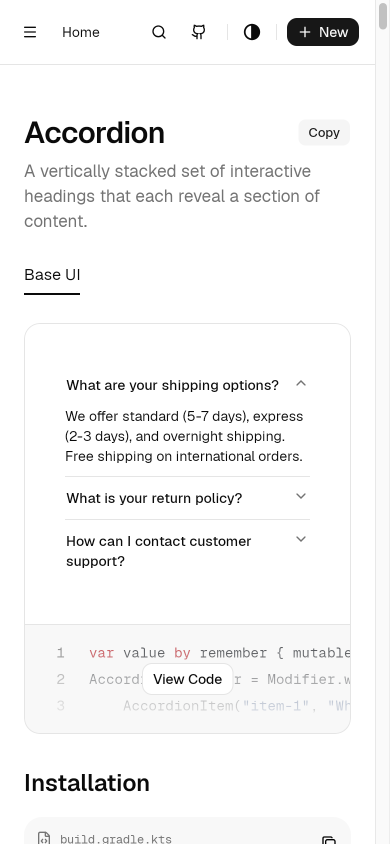 Home
New
Accordion
Copy
A vertically stacked set of interactive
headings that each reveal a section of
content.
Base UI
What are your shipping options?
We offer standard (5-7 days), express
(2-3 days), and overnight shipping.
Free shipping on international orders.
What is your return policy?
How can I contact customer
support?
1 var value by remember { mutable
2 Accord r = Modifier.w
View Code
3 AccordionItem("item-1", "Wh
Installation
build.gradle.kts